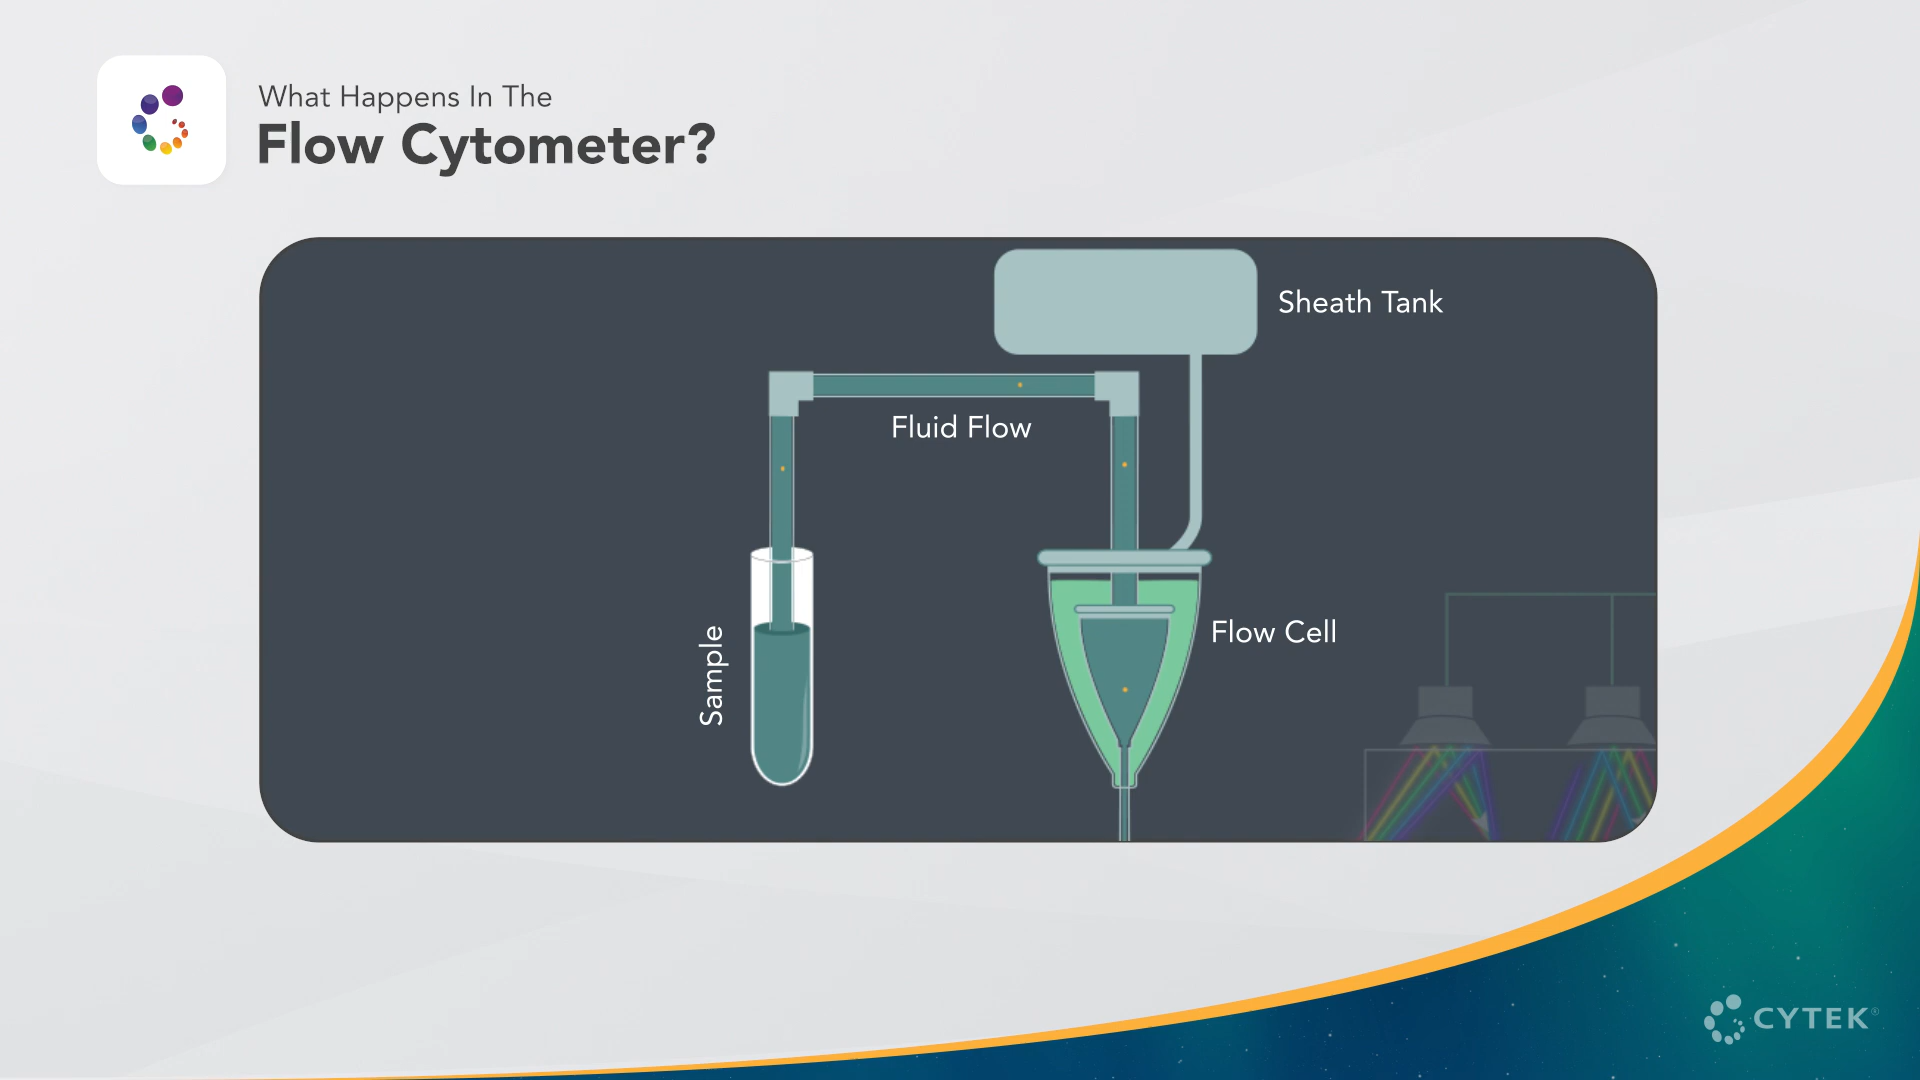 What Happens In The
Flow Cytometer?
Sheath Tank
Fluid Flow
Flow Cell
Sample
CYTEK®